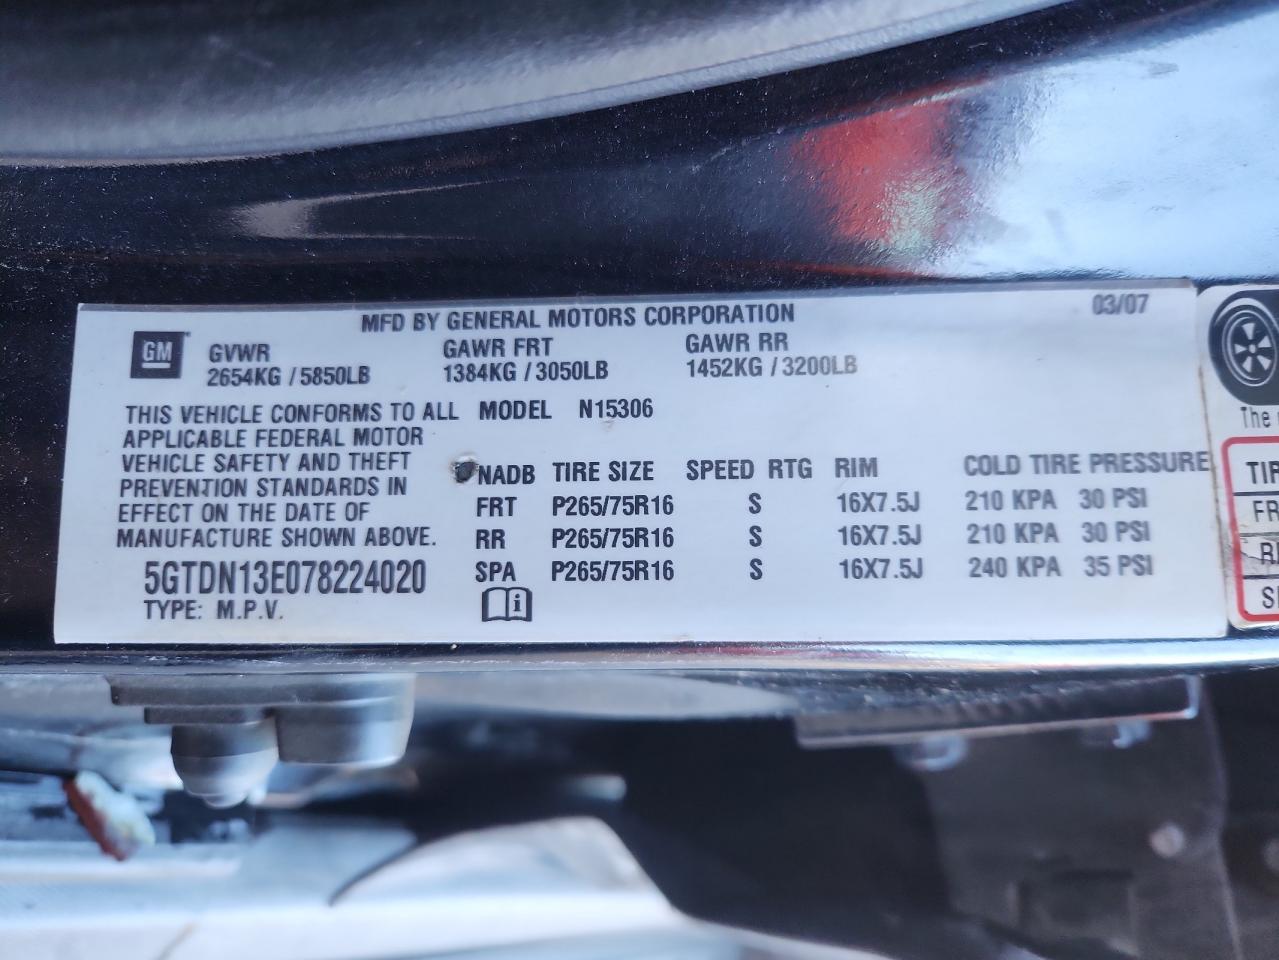 MFD BY GENERAL MOTORS CORPORATION 03/07
GM
GVWR GAWR FRT GAWR RR
2654KG / 5850LB 1384KG / 3050LB 1452KG / 3200LB
THIS VEHICLE CONFORMS TO ALL MODEL N15306
APPLICABLE FEDERAL MOTOR
VEHICLE SAFETY AND THEFT
PREVENTION STANDARDS IN
EFFECT ON THE DATE OF
MANUFACTURE SHOWN ABOVE.
NADB TIRE SIZE SPEED RTG RIM COLD TIRE PRESSURE
FRT P265/75R16 S 16X7.5J 210 KPA 30 PSI
RR P265/75R16 S 16X7.5J 210 KPA 30 PSI
SPA P265/75R16 S 16X7.5J 240 KPA 35 PSI
5GTDN13E078224020
TYPE: M.P.V.
i
The